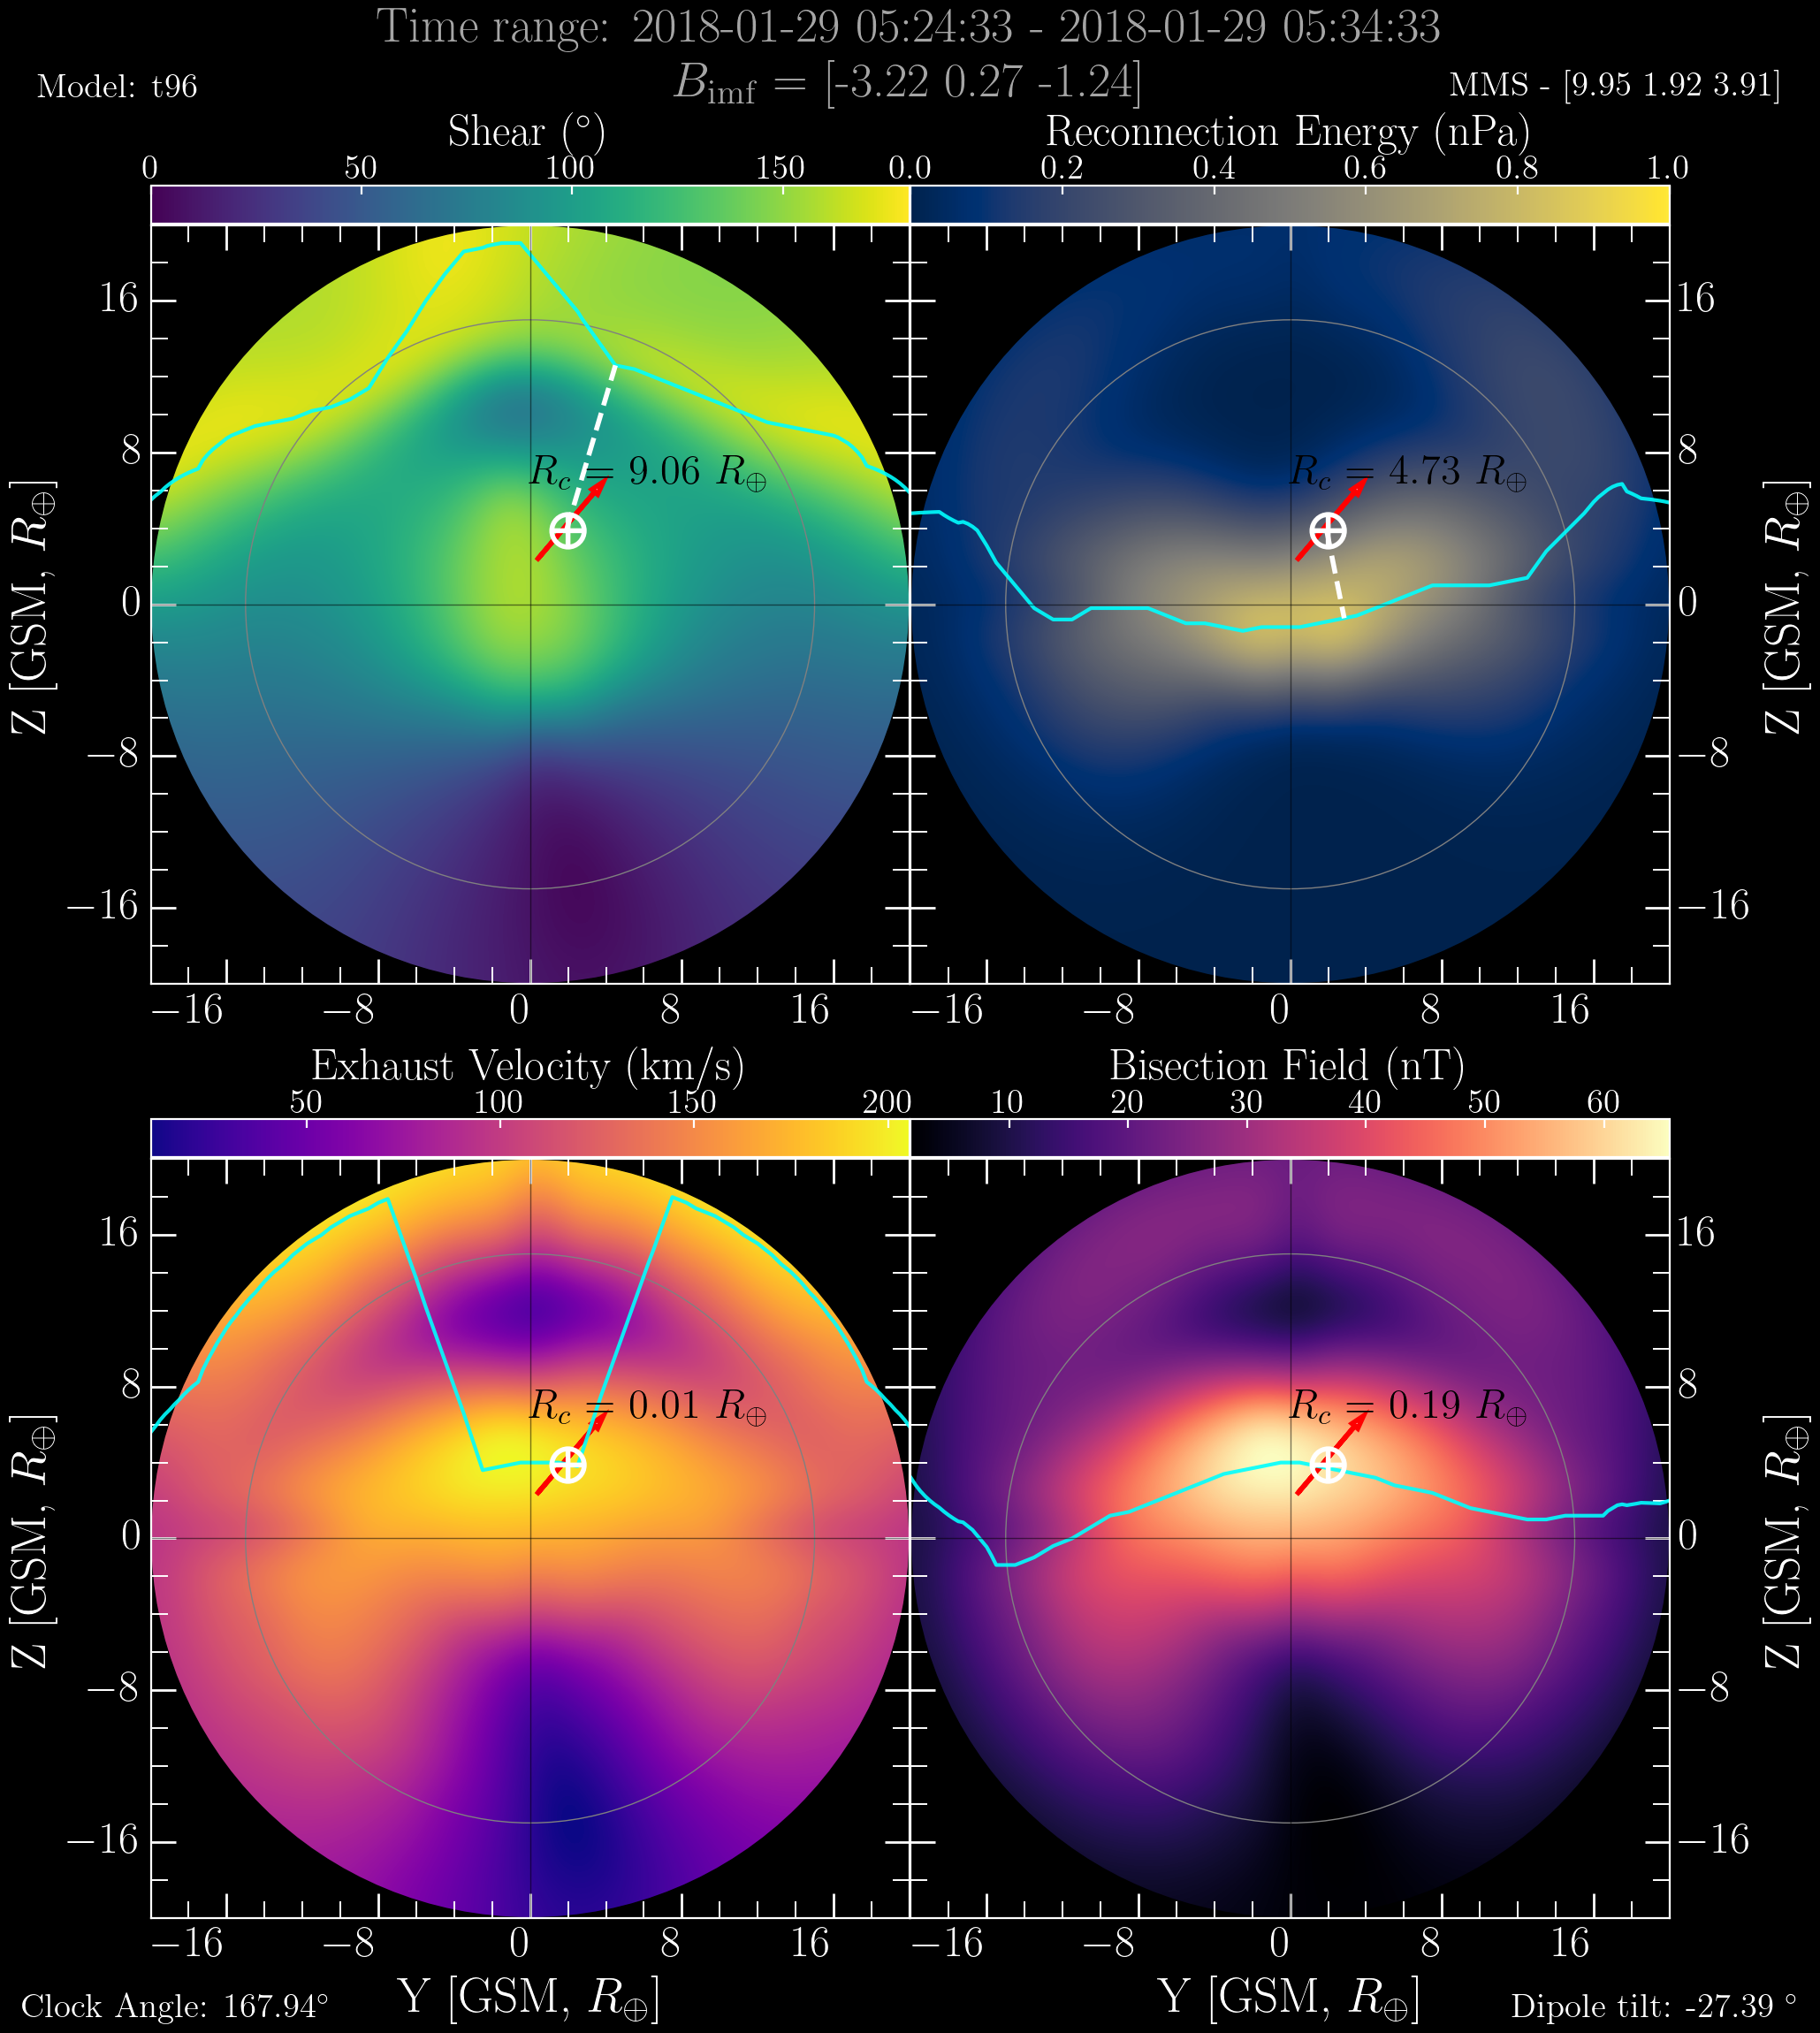 Time range: 2018-01-29 05:24:33 - 2018-01-29 05:34:33
Model: t96
B_imf = [-3.22 0.27 -1.24]
MMS - [9.95 1.92 3.91]
Shear (°)
Reconnection Energy (nPa)
0 50 100 150
0.0 0.2 0.4 0.6 0.8 1.0
16 16
8 8
R_c = 9.06 R_⊕
R_c = 4.73 R_⊕
Z [GSM, R_⊕]
Z [GSM, R_⊕]
0 0
−8 −8
−16 −16
−16 −8 0 8 16
−16 −8 0 8 16
Exhaust Velocity (km/s)
Bisection Field (nT)
50 100 150 200
10 20 30 40 50 60
16 16
8 8
R_c = 0.01 R_⊕
R_c = 0.19 R_⊕
Z [GSM, R_⊕]
Z [GSM, R_⊕]
0 0
−8 −8
−16 −16
−16 −8 0 8 16
−16 −8 0 8 16
Y [GSM, R_⊕]
Y [GSM, R_⊕]
Clock Angle: 167.94°
Dipole tilt: -27.39 °